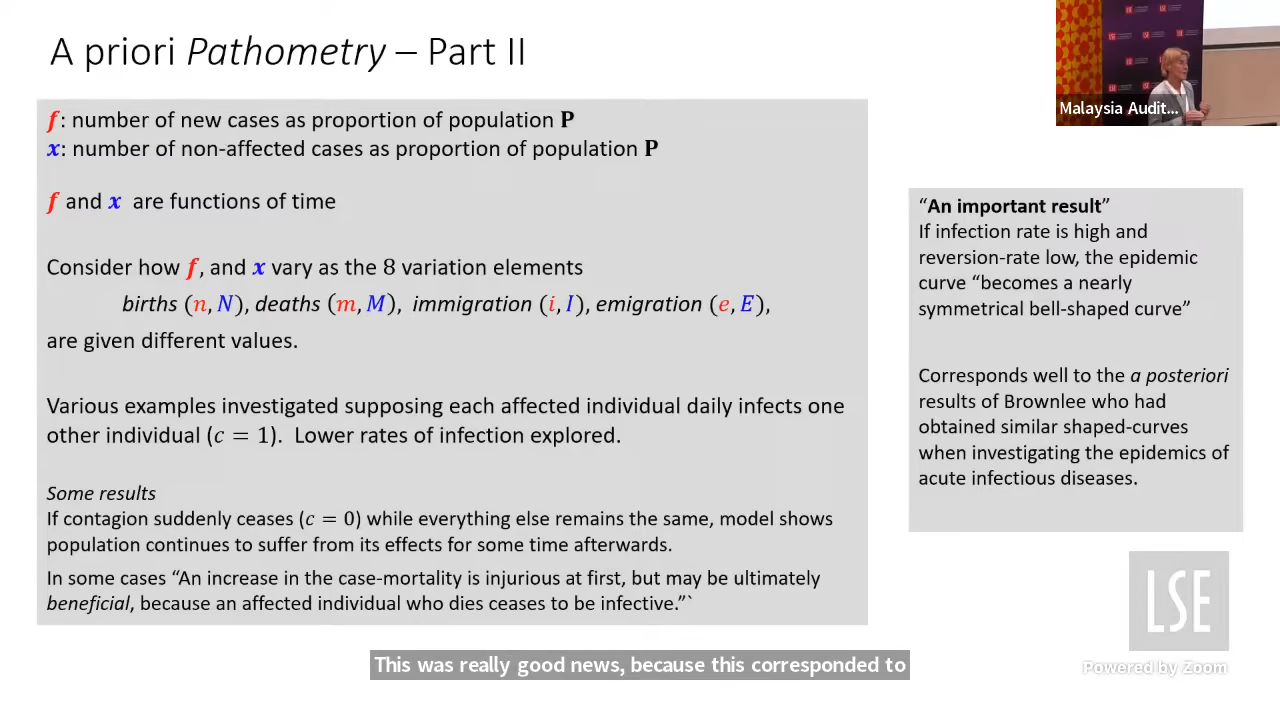 A priori Pathometry – Part II
f: number of new cases as proportion of population P
x: number of non-affected cases as proportion of population P
f and x are functions of time
Consider how f, and x vary as the 8 variation elements
births (n, N), deaths (m, M), immigration (i, I), emigration (e, E),
are given different values.
Various examples investigated supposing each affected individual daily infects one
other individual (c = 1). Lower rates of infection explored.
Some results
If contagion suddenly ceases (c = 0) while everything else remains the same, model shows
population continues to suffer from its effects for some time afterwards.
In some cases “An increase in the case-mortality is injurious at first, but may be ultimately
beneficial, because an affected individual who dies ceases to be infective.”`
Malaysia Audit...
“An important result”
If infection rate is high and
reversion-rate low, the epidemic
curve “becomes a nearly
symmetrical bell-shaped curve”
Corresponds well to the a posteriori
results of Brownlee who had
obtained similar shaped-curves
when investigating the epidemics of
acute infectious diseases.
LSE
Powered by Zoom
This was really good news, because this corresponded to